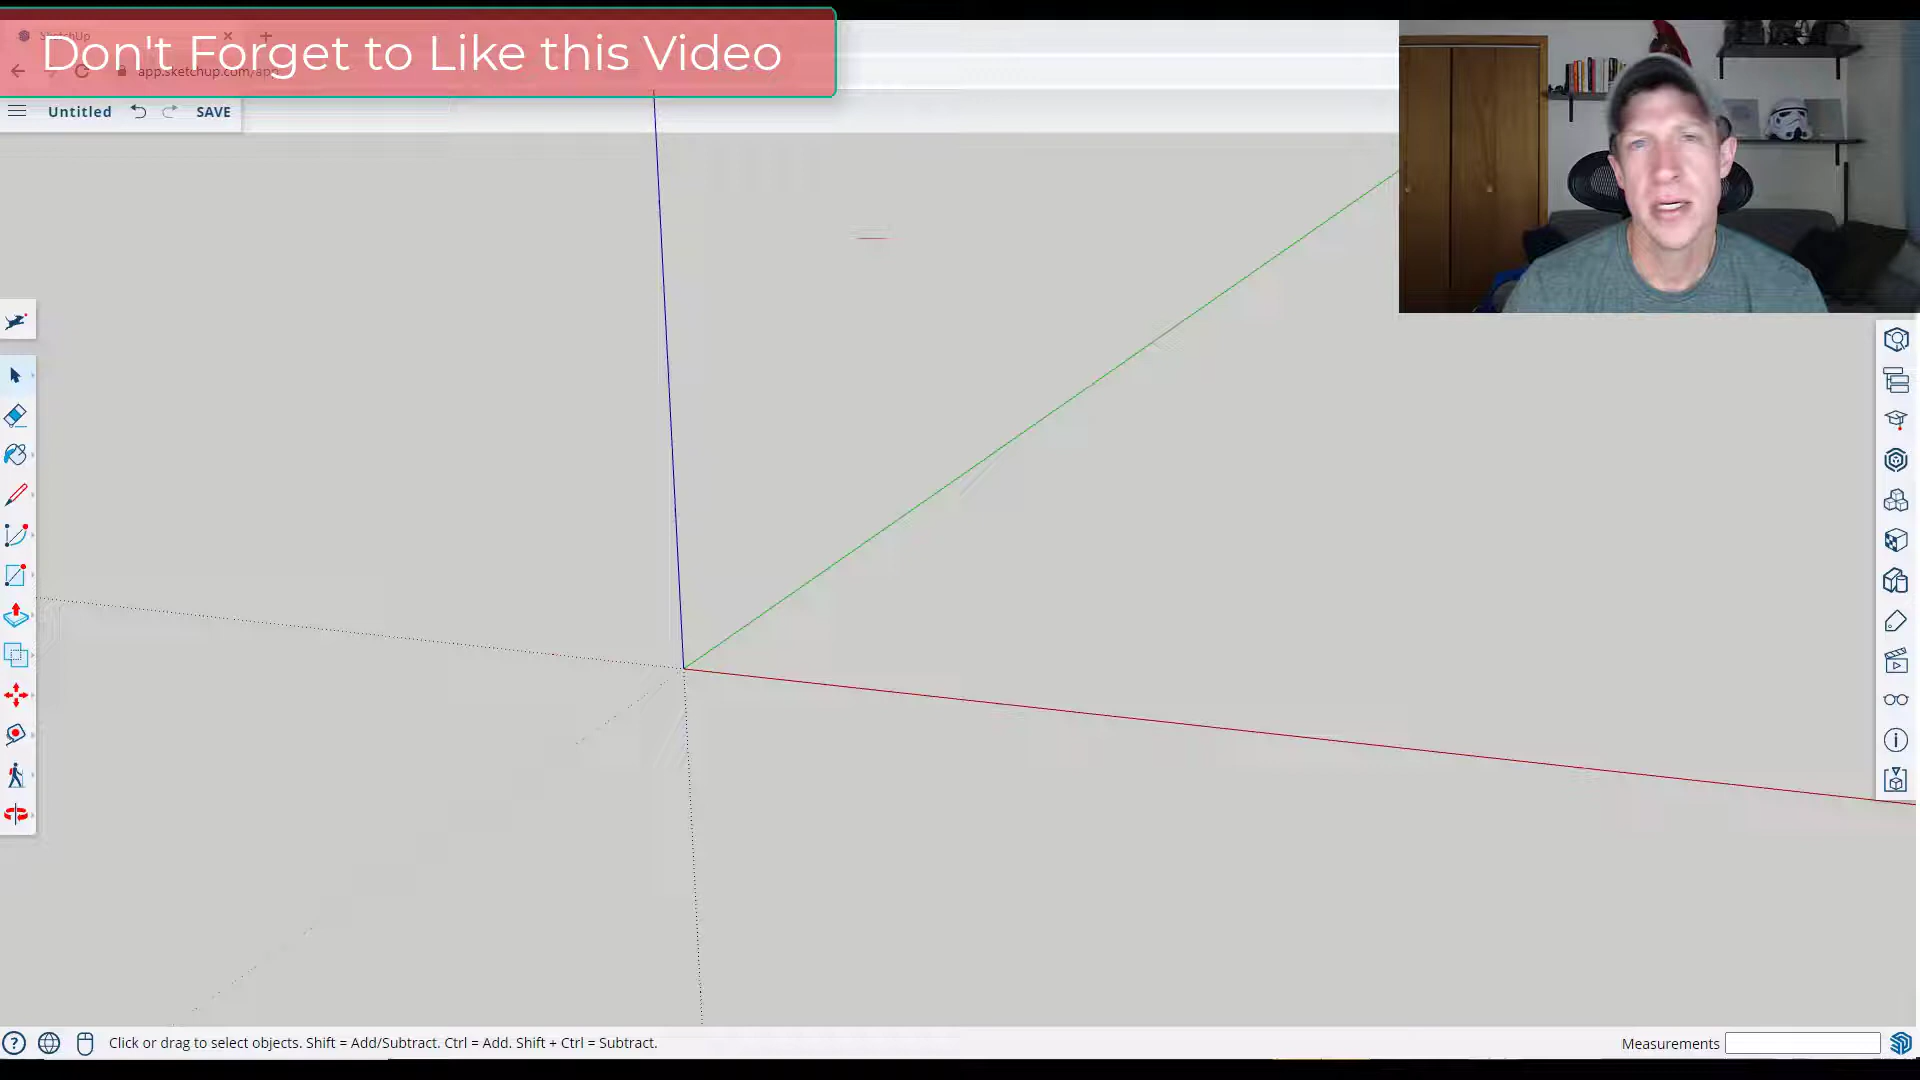 Don't Forget to Like this Video
SketchUp
app.sketchup.com/app
Untitled
SAVE
Click or drag to select objects. Shift = Add/Subtract. Ctrl = Add. Shift + Ctrl = Subtract.
Measurements